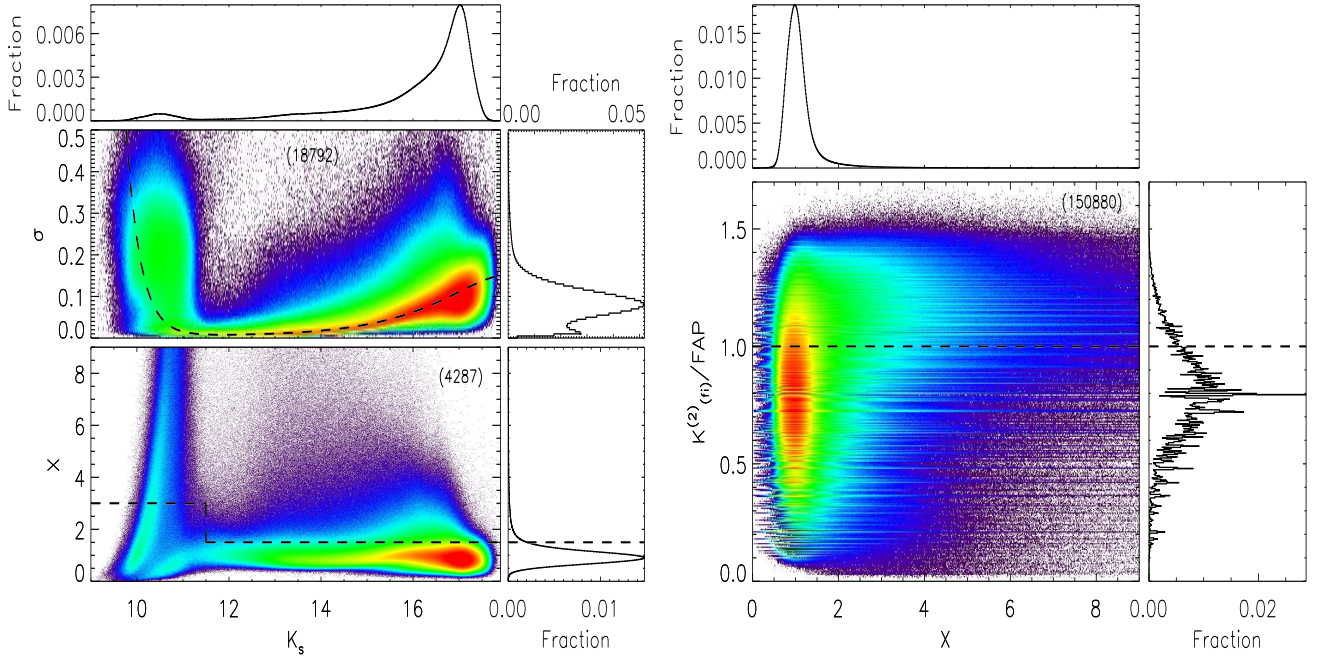 Fraction
0.006
0.003
0.000
Fraction
0.00 0.05
0.5
0.4
0.3
0.2
0.1
0.0
σ
(18792)
8
6
4
2
0
X
(4287)
10 12 14 16
K_s
0.00 0.01
Fraction
Fraction
0.015
0.010
0.005
0.000
1.5
1.0
0.5
0.0
K^(2)_(fi)/FAP
(150880)
0 2 4 6 8
X
0.00 0.02
Fraction